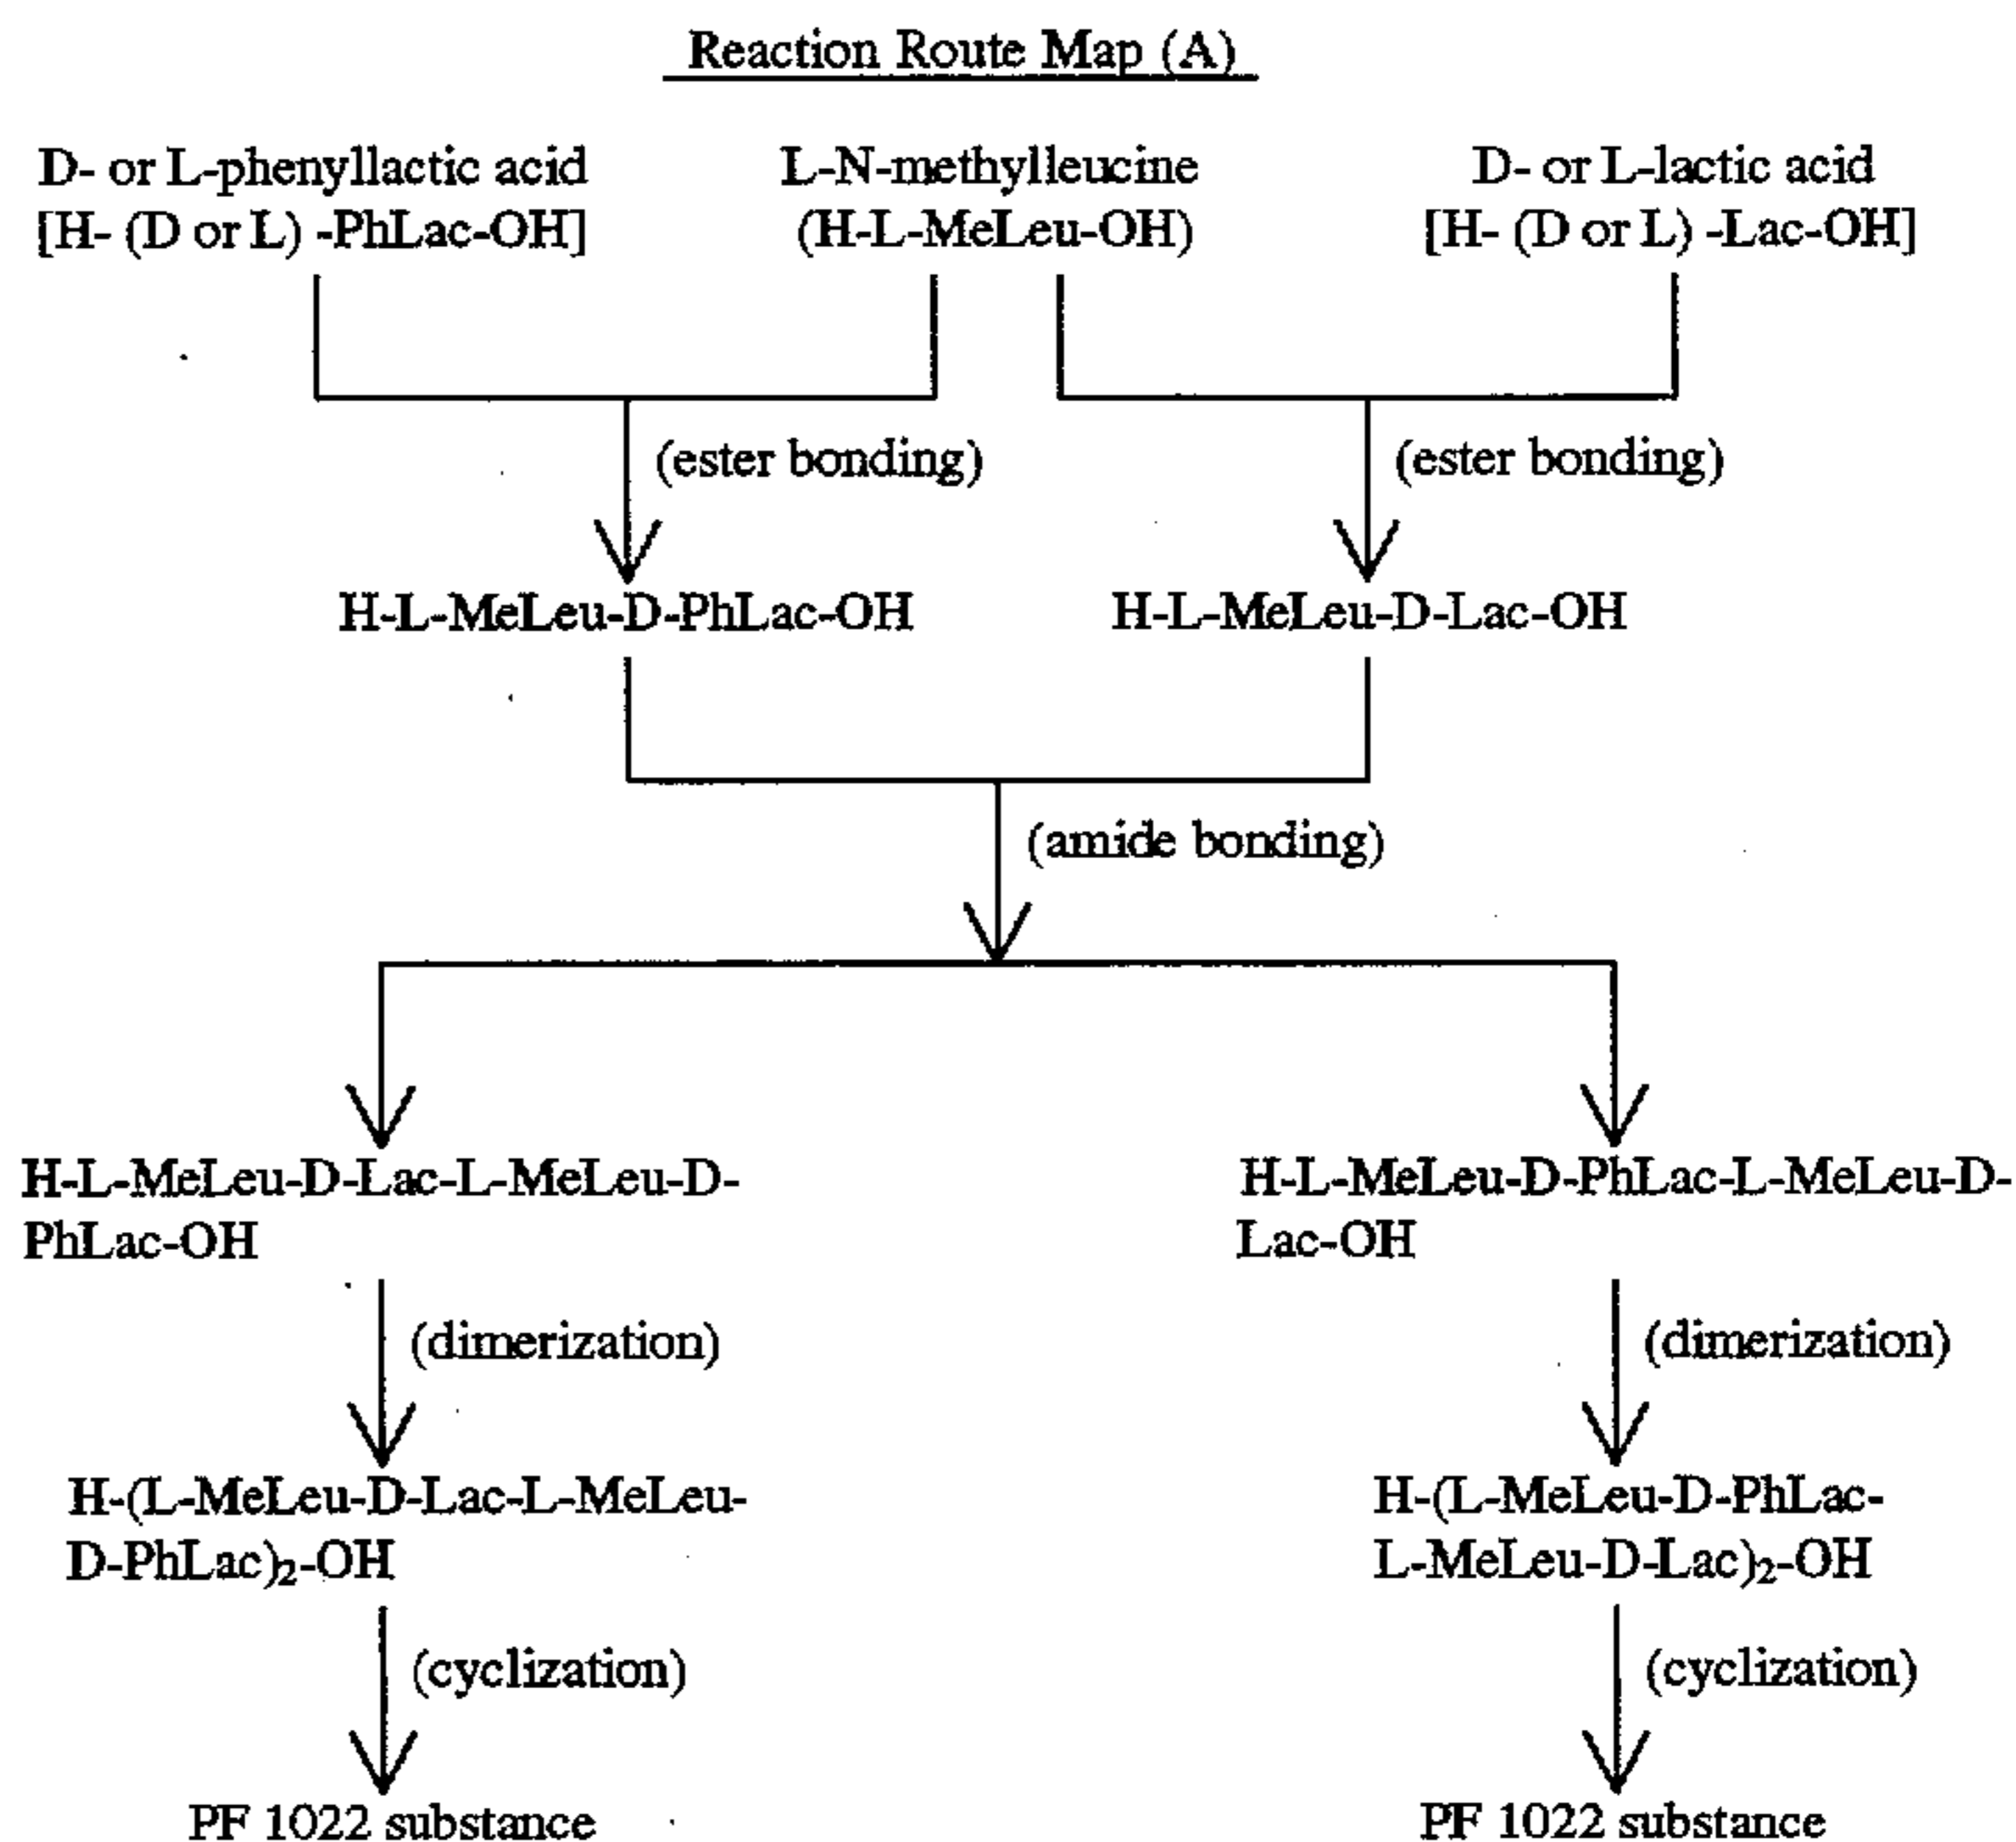 Reaction Route Map (A)
D- or L-phenyllactic acid
[H- (D or L) -PhLac-OH]
L-N-methylleucine
(H-L-MeLeu-OH)
D- or L-lactic acid
[H- (D or L) -Lac-OH]
(ester bonding)
(ester bonding)
H-L-MeLeu-D-PhLac-OH
H-L-MeLeu-D-Lac-OH
(amide bonding)
H-L-MeLeu-D-Lac-L-MeLeu-D-
PhLac-OH
H-L-MeLeu-D-PhLac-L-MeLeu-D-
Lac-OH
(dimerization)
(dimerization)
H-(L-MeLeu-D-Lac-L-MeLeu-
D-PhLac)₂-OH
H-(L-MeLeu-D-PhLac-
L-MeLeu-D-Lac)₂-OH
(cyclization)
(cyclization)
PF 1022 substance
PF 1022 substance